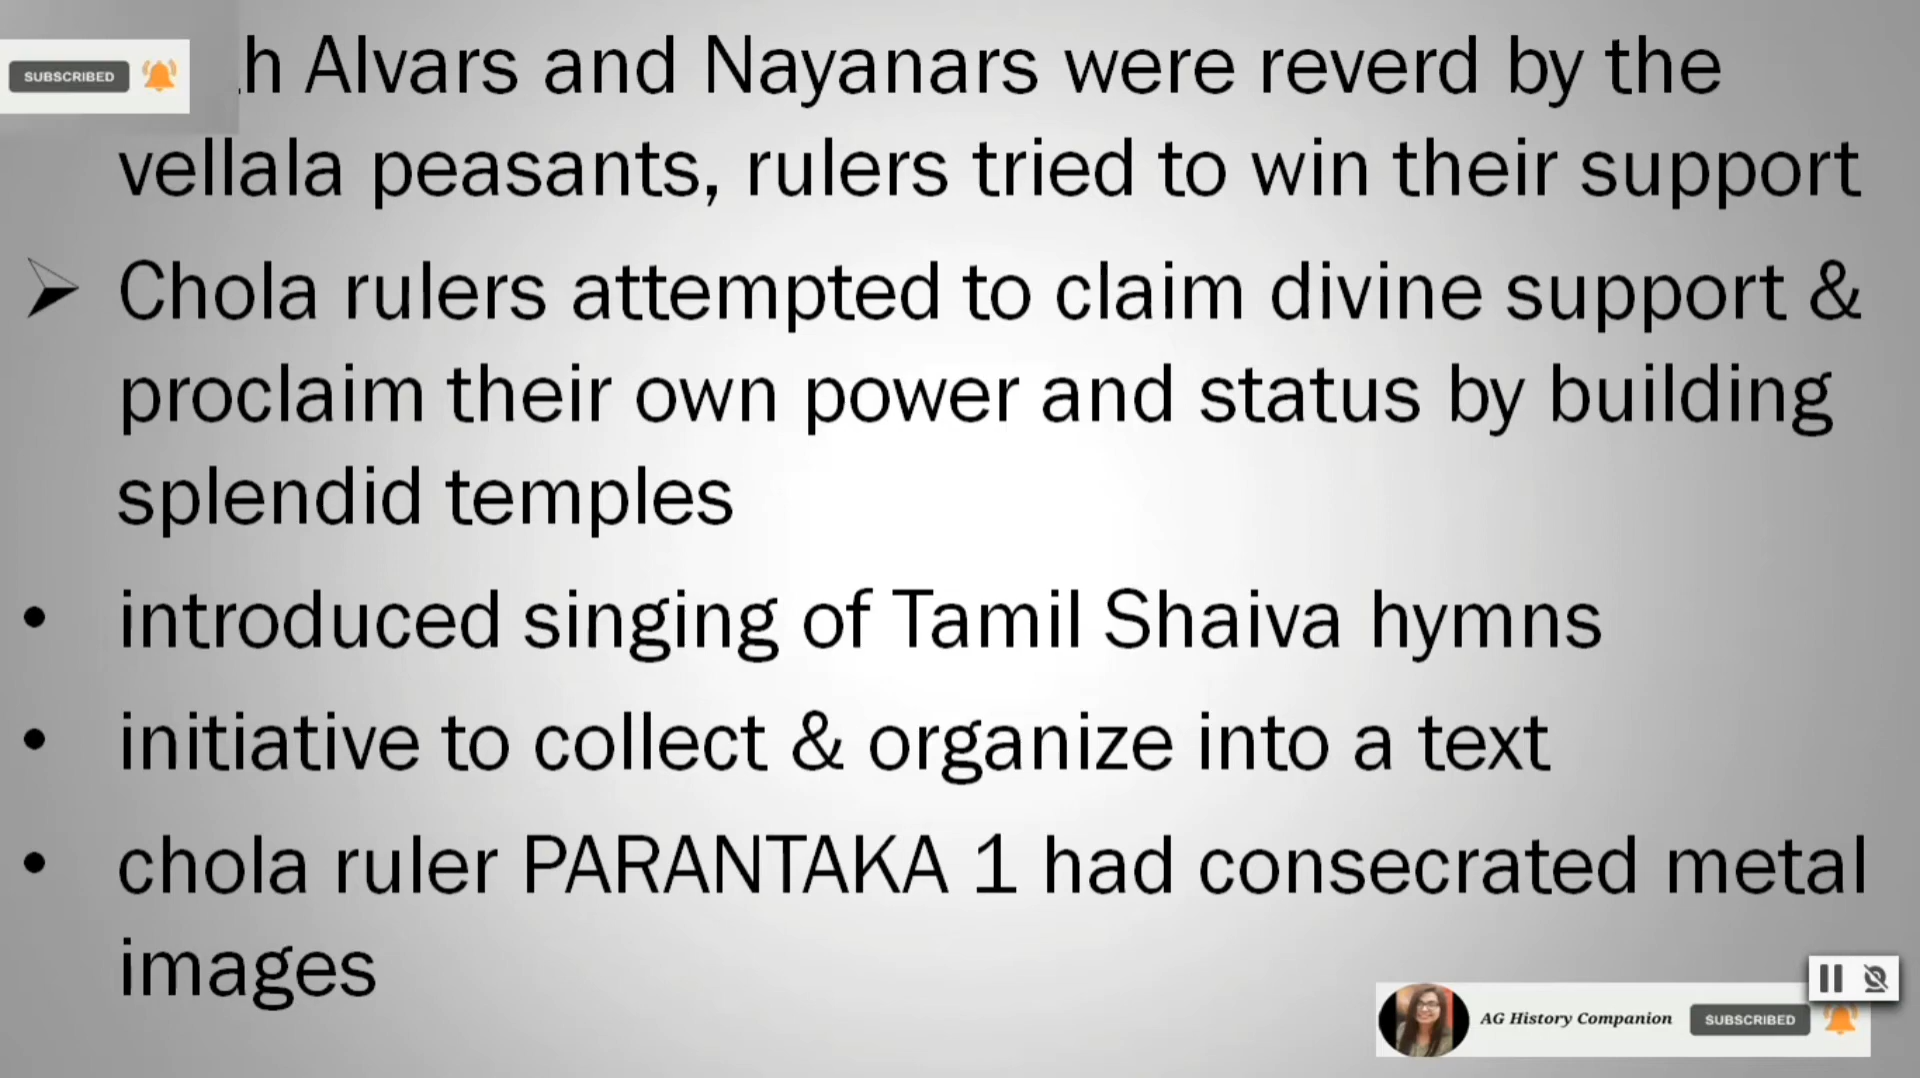 SUBSCRIBED
Alvars and Nayanars were reverd by the
vellala peasants, rulers tried to win their support
➢ Chola rulers attempted to claim divine support &
proclaim their own power and status by building
splendid temples
• introduced singing of Tamil Shaiva hymns
• initiative to collect & organize into a text
• chola ruler PARANTAKA 1 had consecrated metal
images
AG History Companion SUBSCRIBED